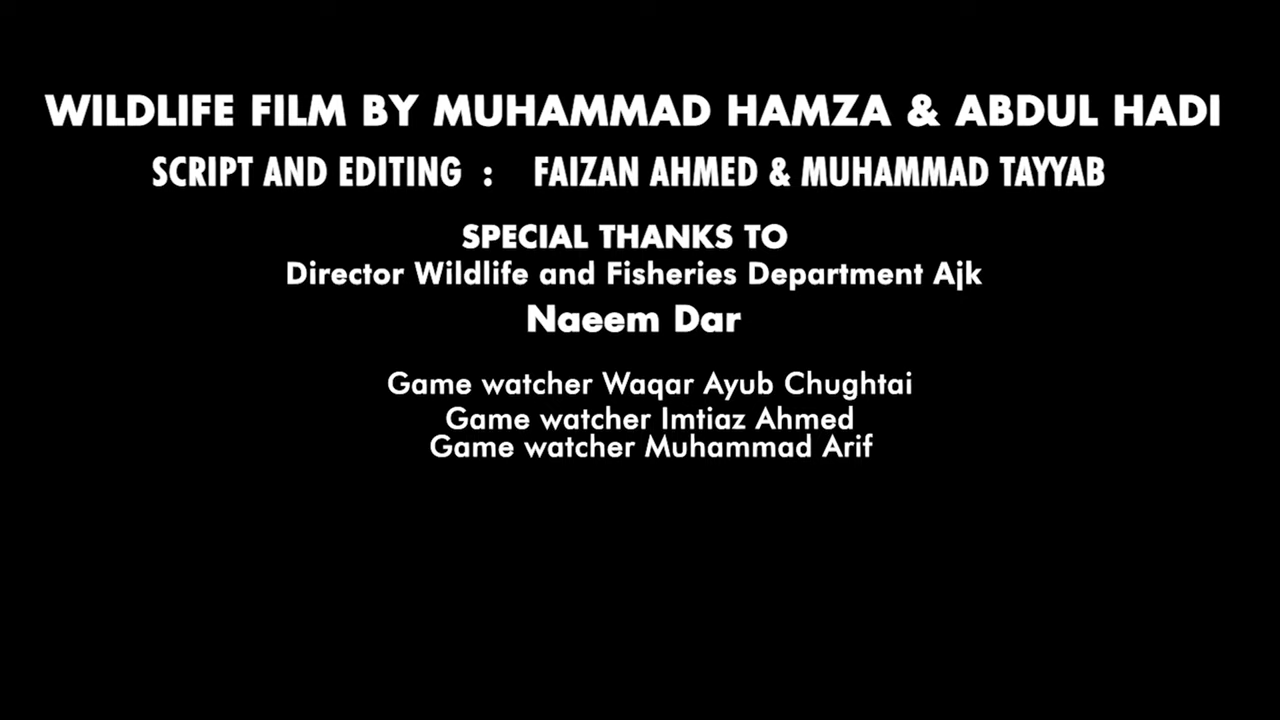 WILDLIFE FILM BY MUHAMMAD HAMZA & ABDUL HADI
SCRIPT AND EDITING : FAIZAN AHMED & MUHAMMAD TAYYAB
SPECIAL THANKS TO
Director Wildlife and Fisheries Department Ajk
Naeem Dar
Game watcher Waqar Ayub Chughtai
Game watcher Imtiaz Ahmed
Game watcher Muhammad Arif